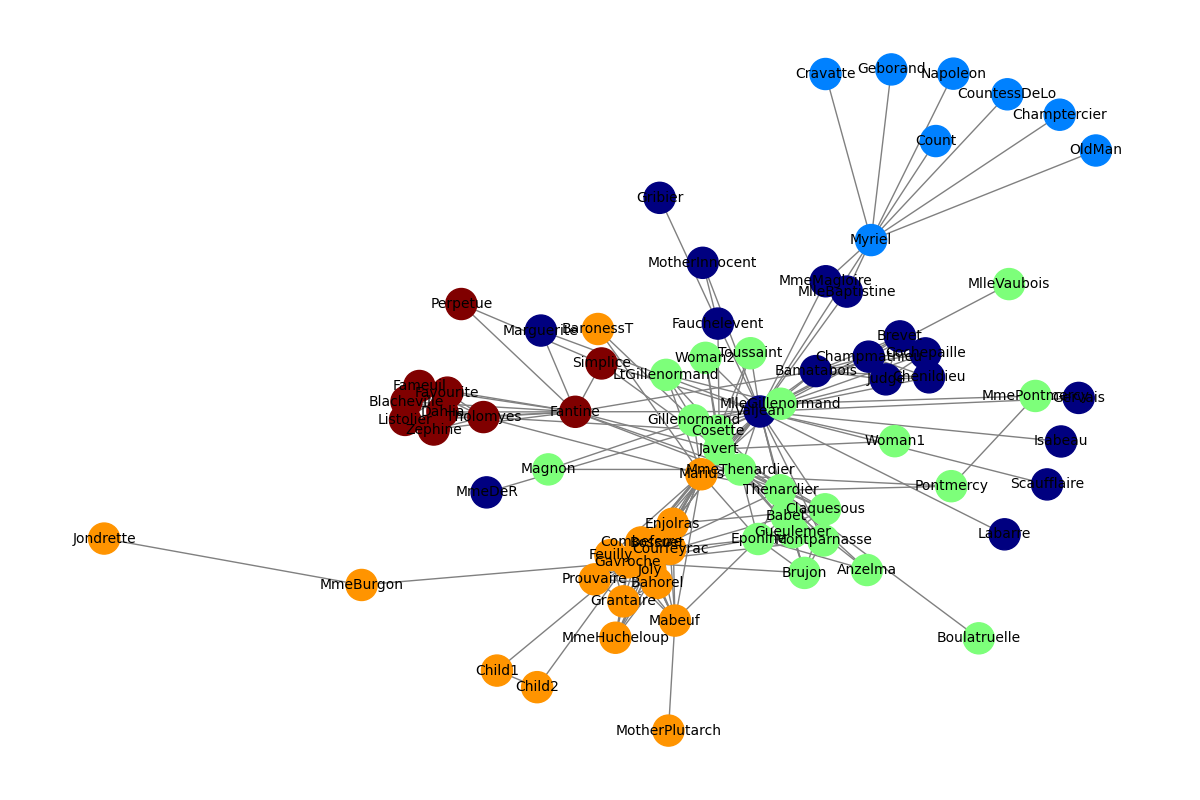 Cravatte
Geborand
Napoleon
CountessDeLo
Champtercier
Count
OldMan
Gribier
Myriel
MotherInnocent
MmeMagloire
MlleBaptistine
MlleVaubois
Perpetue
Marguerite
BaronessT
Fauchelevent
Brevet
Simplice
Woman2
Toussaint
Chamomathieu
Cochepaille
LtGillenormand
Bamatabois
Judge
Chenildieu
Fameuil
Favourite
Blacheville
Dahlia
Listolier
Zephine
Tholomyes
Fantine
MlleGillenormand
Valjean
MmePontmercy
Gervais
Gillenormand
Cosette
Javert
Woman1
Isabeau
Magnon
Marius
MmeThenardier
MmeDeR
Thenardier
Pontmercy
Scaufflaire
Claquesous
Babet
Enjolras
Gueulemer
Labarre
Jondrette
Combeferre
Bossuet
Courfeyrac
Eponine
Montparnasse
Feuilly
Gavroche
Joly
Brujon
Anzelma
MmeBurgon
Prouvaire
Bahorel
Grantaire
Mabeuf
MmeHucheloup
Boulatruelle
Child1
Child2
MotherPlutarch